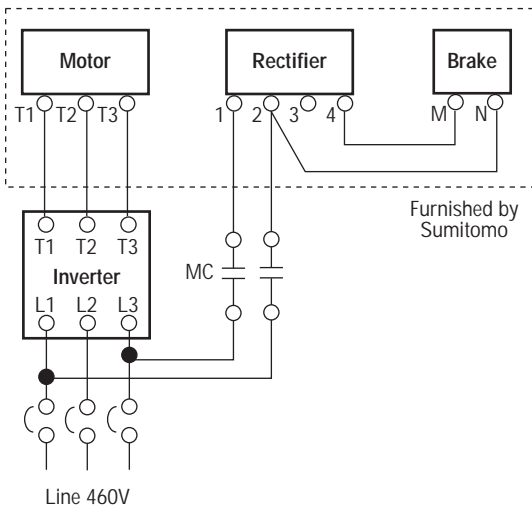 Motor
Rectifier
Brake
T1 T2 T3
1 2 3 4
M N
Furnished by
Sumitomo
T1 T2 T3
Inverter
MC
L1 L2 L3
Line 460V